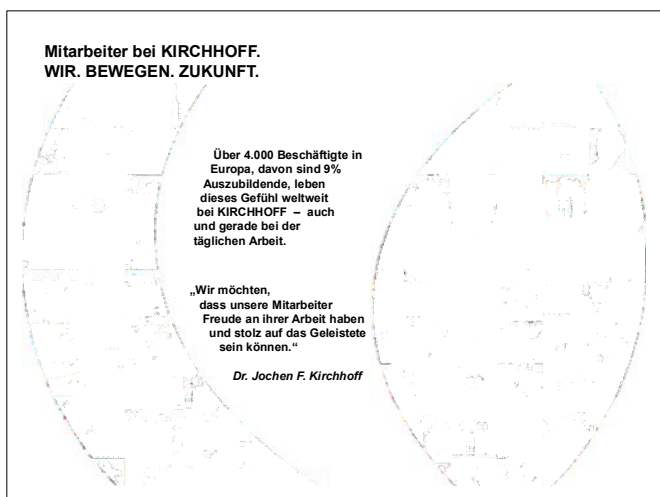 Mitarbeiter bei KIRCHHOFF.
WIR. BEWEGEN. ZUKUNFT.
Über 4.000 Beschäftigte in
Europa, davon sind 9%
Auszubildende, leben
dieses Gefühl weltweit
bei KIRCHHOFF – auch
und gerade bei der
täglichen Arbeit.
„Wir möchten,
dass unsere Mitarbeiter
Freude an ihrer Arbeit haben
und stolz auf das Geleistete
sein können.“
Dr. Jochen F. Kirchhoff